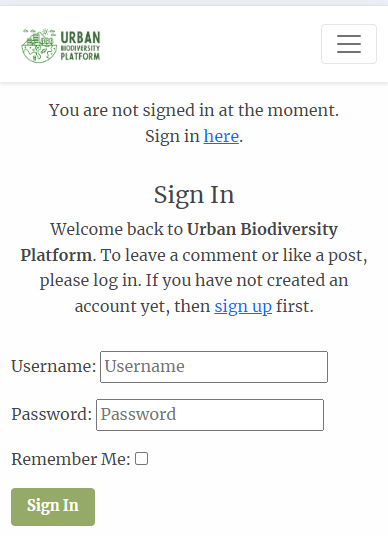 URBAN
BIODIVERSITY
PLATFORM
You are not signed in at the moment.
Sign in here.
Sign In
Welcome back to Urban Biodiversity
Platform. To leave a comment or like a post,
please log in. If you have not created an
account yet, then sign up first.
Username: Username
Password: Password
Remember Me:
Sign In